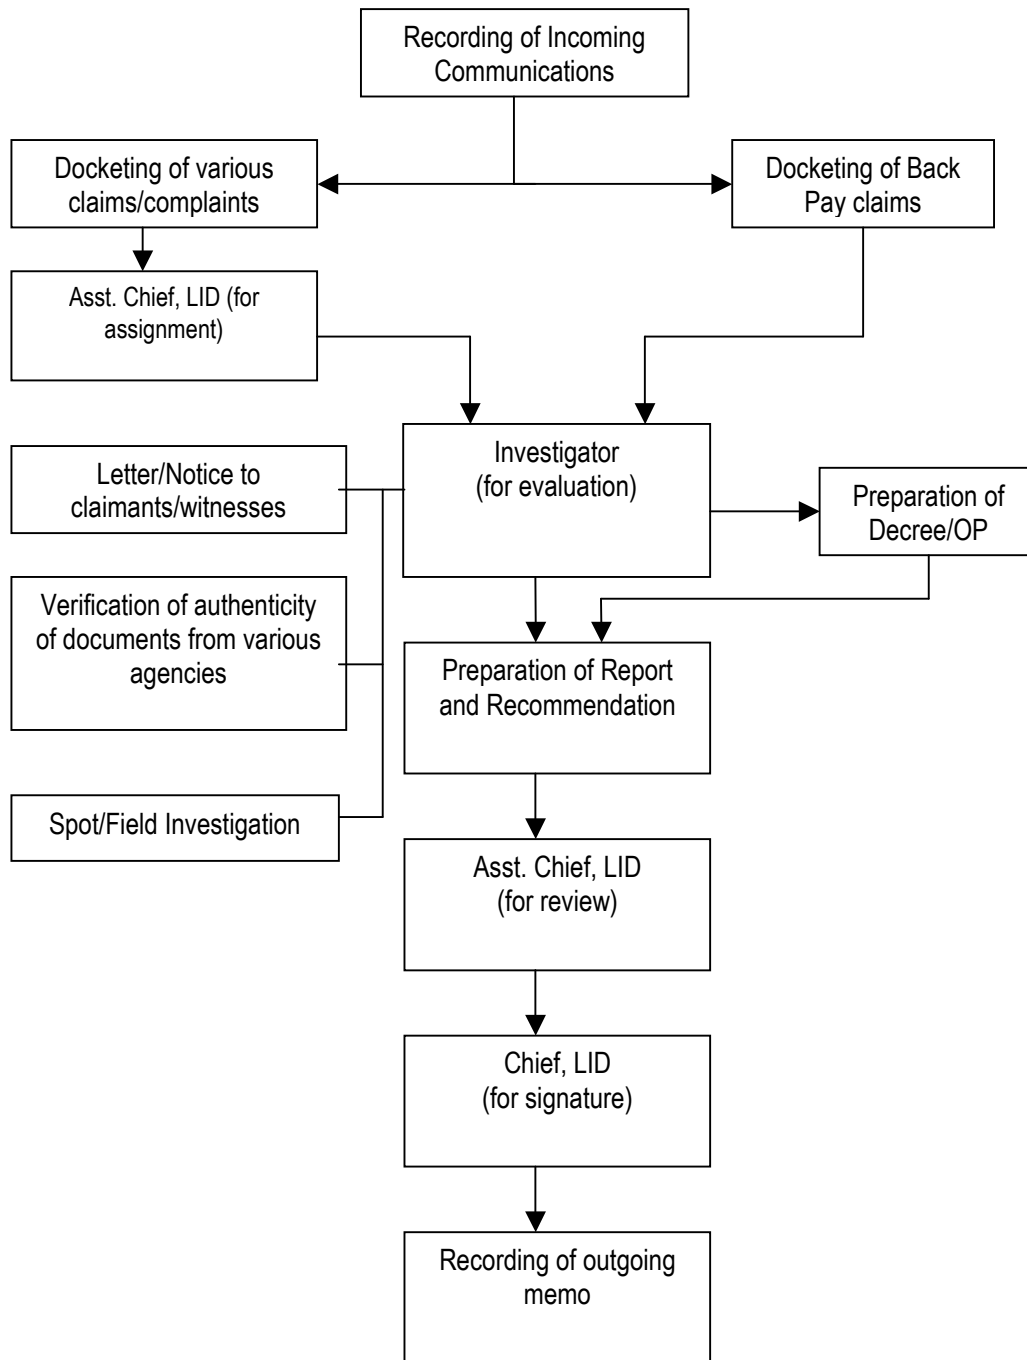 Recording of Incoming
Communications
Docketing of various
claims/complaints
Docketing of Back
Pay claims
Asst. Chief, LID (for
assignment)
Investigator
(for evaluation)
Letter/Notice to
claimants/witnesses
Preparation of
Decree/OP
Verification of authenticity
of documents from various
agencies
Preparation of Report
and Recommendation
Spot/Field Investigation
Asst. Chief, LID
(for review)
Chief, LID
(for signature)
Recording of outgoing
memo